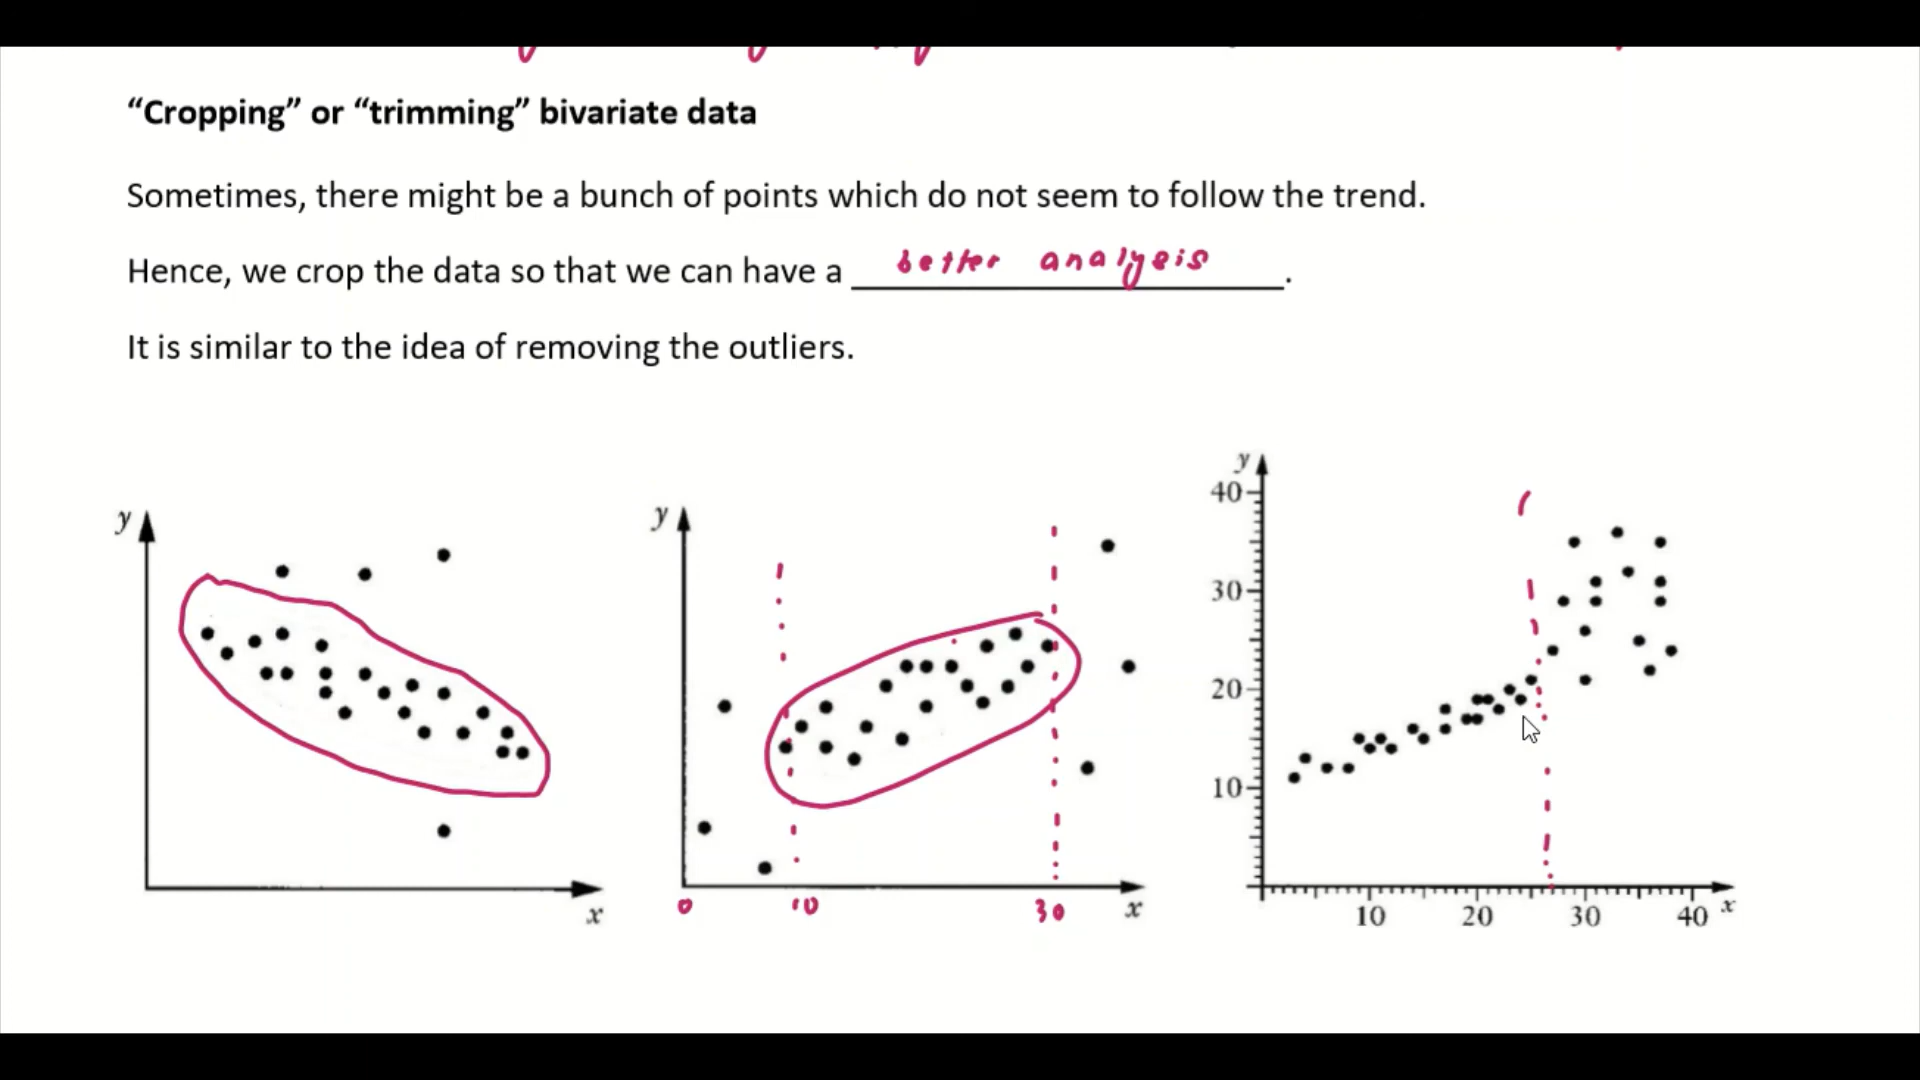 “Cropping” or “trimming” bivariate data
Sometimes, there might be a bunch of points which do not seem to follow the trend.
Hence, we crop the data so that we can have a better analysis.
It is similar to the idea of removing the outliers.
y
x
y
0 10 30 x
y
40
30
20
10
10 20 30 40 x